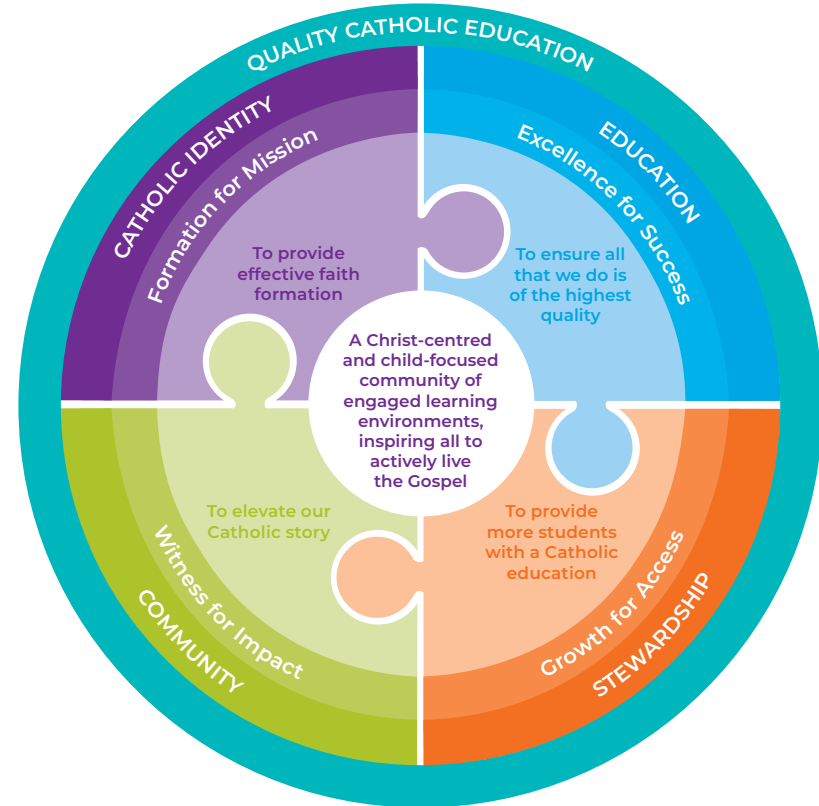 QUALITY CATHOLIC EDUCATION
CATHOLIC IDENTITY
Formation for Mission
To provide
effective faith
formation
EDUCATION
Excellence for Success
To ensure all
that we do is
of the highest
quality
A Christ-centred
and child-focused
community of
engaged learning
environments,
inspiring all to
actively live
the Gospel
To elevate our
Catholic story
Witness for Impact
COMMUNITY
To provide
more students
with a Catholic
education
Growth for Access
STEWARDSHIP